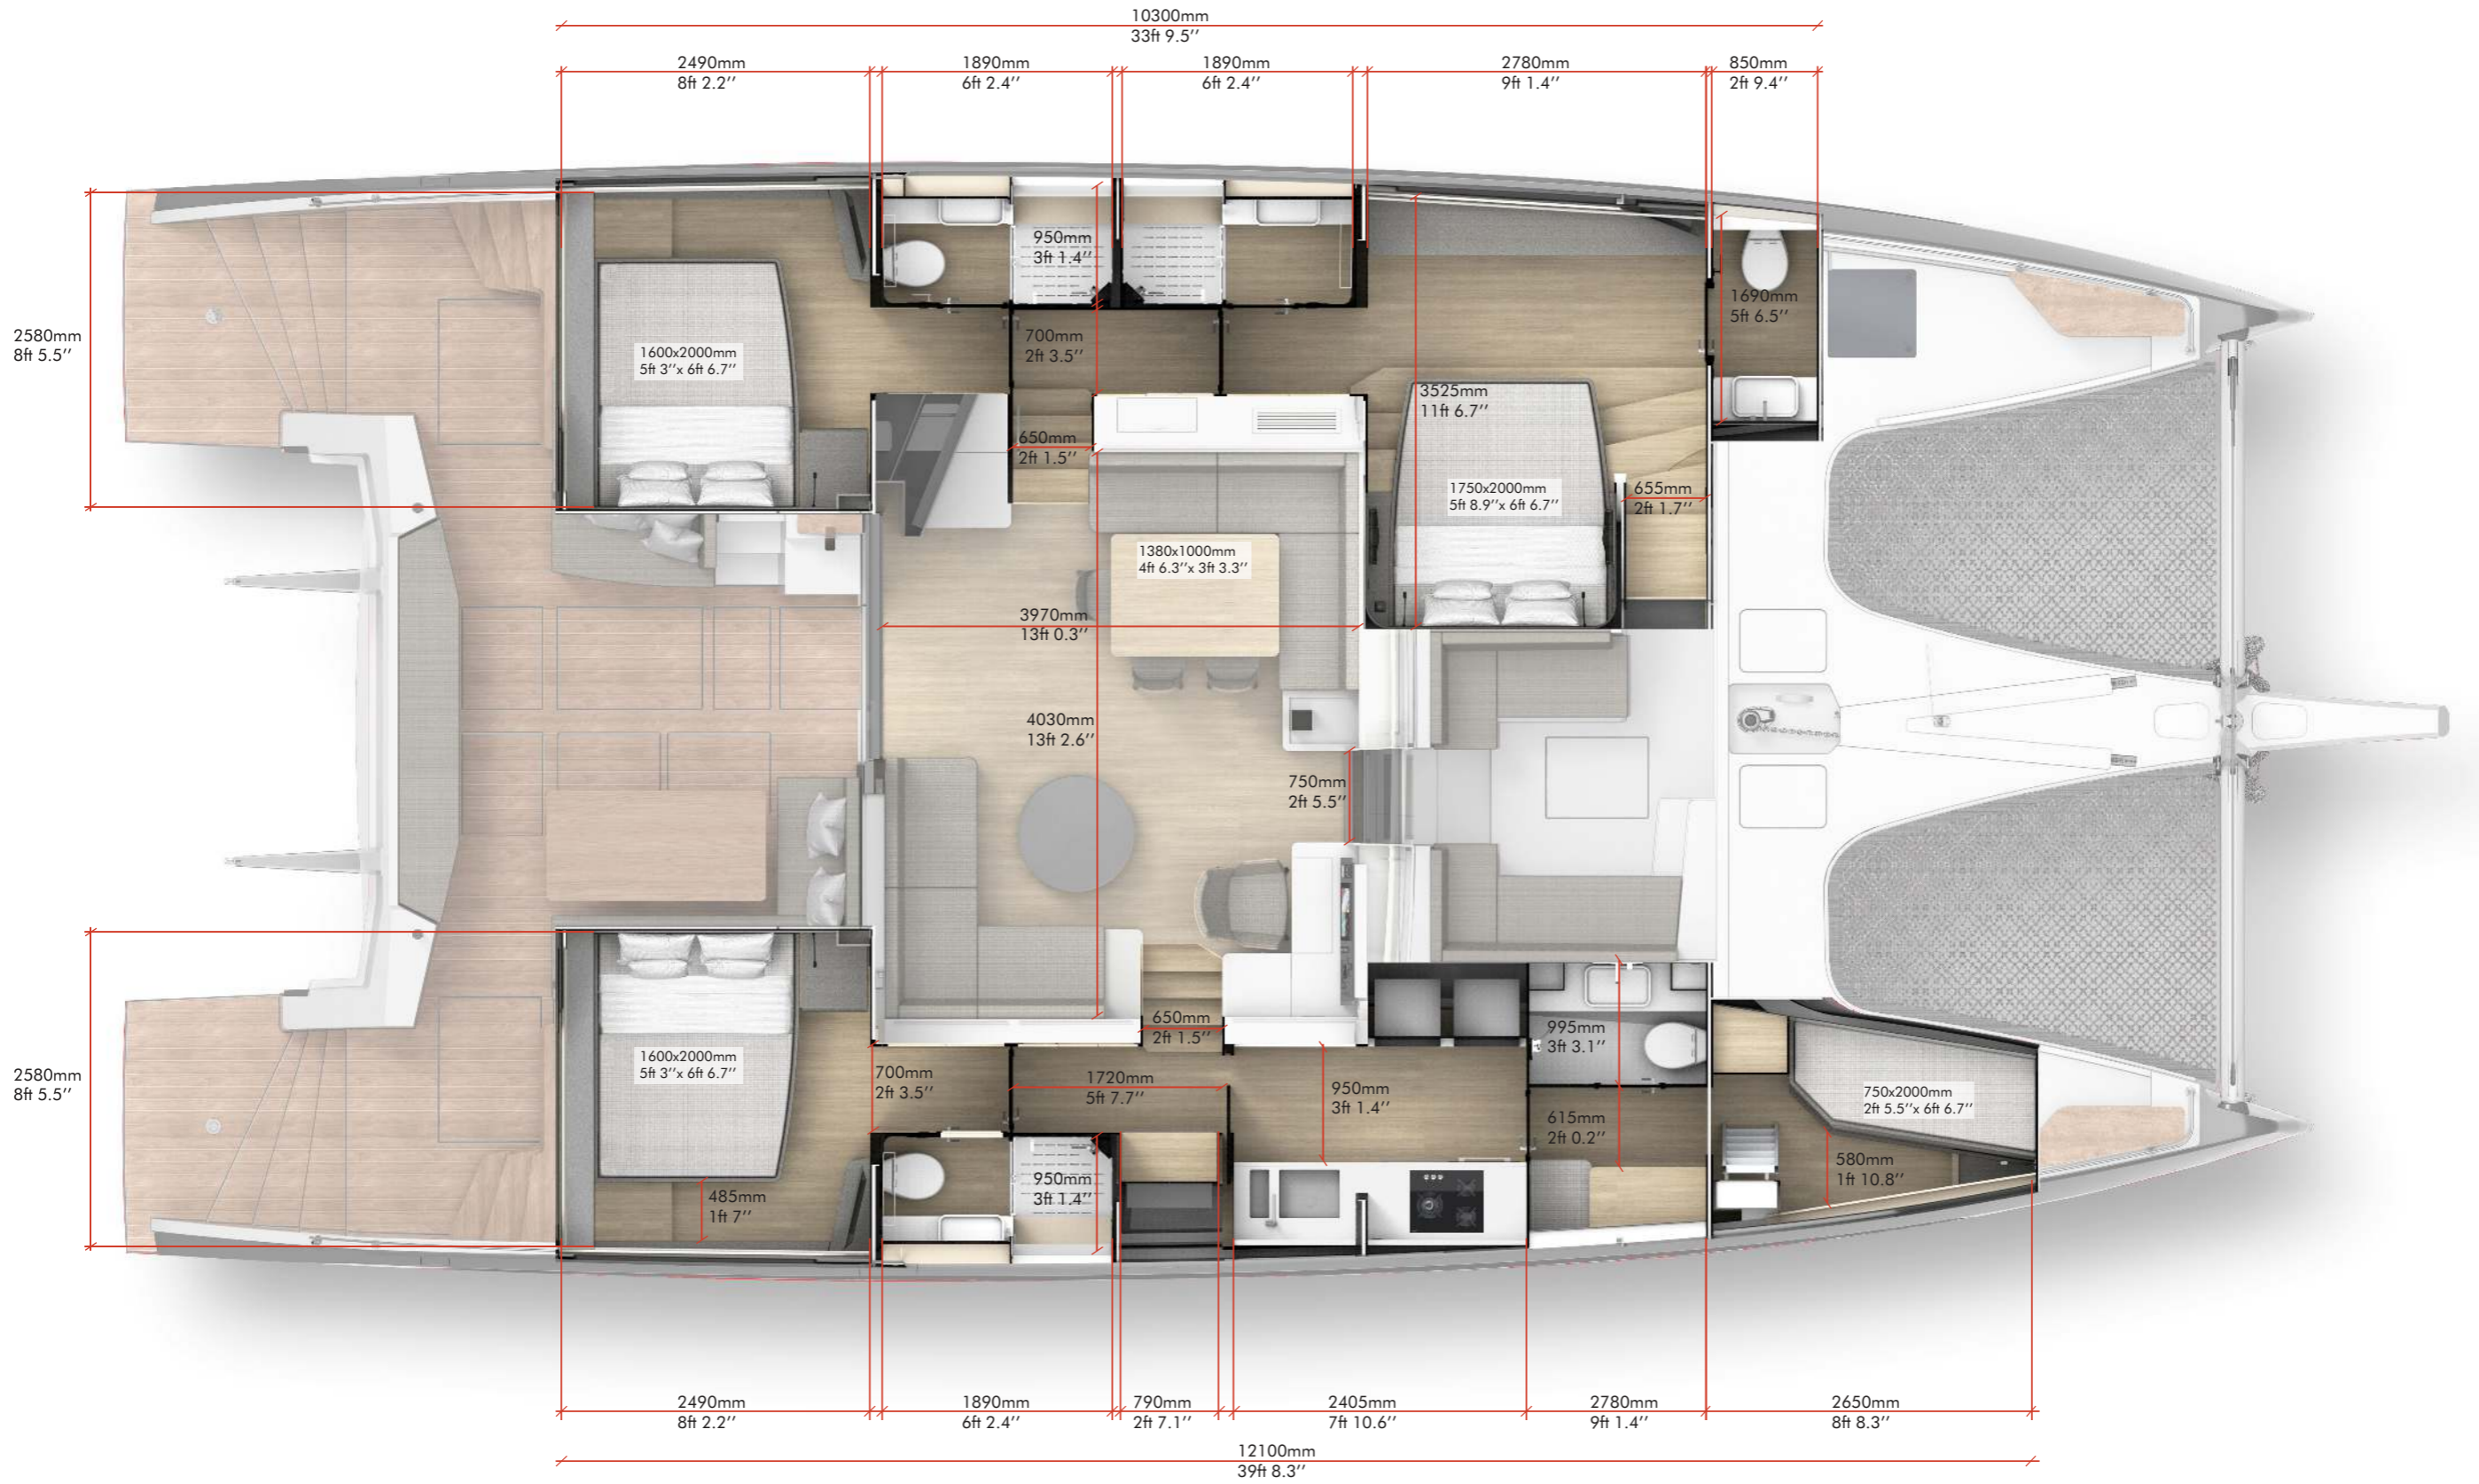 10300mm
33ft 9.5’’
2490mm
8ft 2.2’’
1890mm
6ft 2.4’’
1890mm
6ft 2.4’’
2780mm
9ft 1.4’’
850mm
2ft 9.4’’
950mm
3ft 1.4’’
1690mm
5ft 6.5’’
2580mm
8ft 5.5’’
700mm
2ft 3.5’’
1600x2000mm
5ft 3’’x 6ft 6.7’’
3525mm
11ft 6.7’’
650mm
2ft 1.5’’
1750x2000mm
5ft 8.9’’x 6ft 6.7’’
655mm
2ft 1.7’’
1380x1000mm
4ft 6.3’’x 3ft 3.3’’
3970mm
13ft 0.3’’
4030mm
13ft 2.6’’
750mm
2ft 5.5’’
650mm
2ft 1.5’’
995mm
3ft 3.1’’
1600x2000mm
5ft 3’’x 6ft 6.7’’
2580mm
8ft 5.5’’
700mm
2ft 3.5’’
1720mm
5ft 7.7’’
950mm
3ft 1.4’’
750x2000mm
2ft 5.5’’x 6ft 6.7’’
615mm
2ft 0.2’’
580mm
1ft 10.8’’
950mm
3ft 1.4’’
485mm
1ft 7’’
2490mm
8ft 2.2’’
1890mm
6ft 2.4’’
790mm
2ft 7.1’’
2405mm
7ft 10.6’’
2780mm
9ft 1.4’’
2650mm
8ft 8.3’’
12100mm
39ft 8.3’’